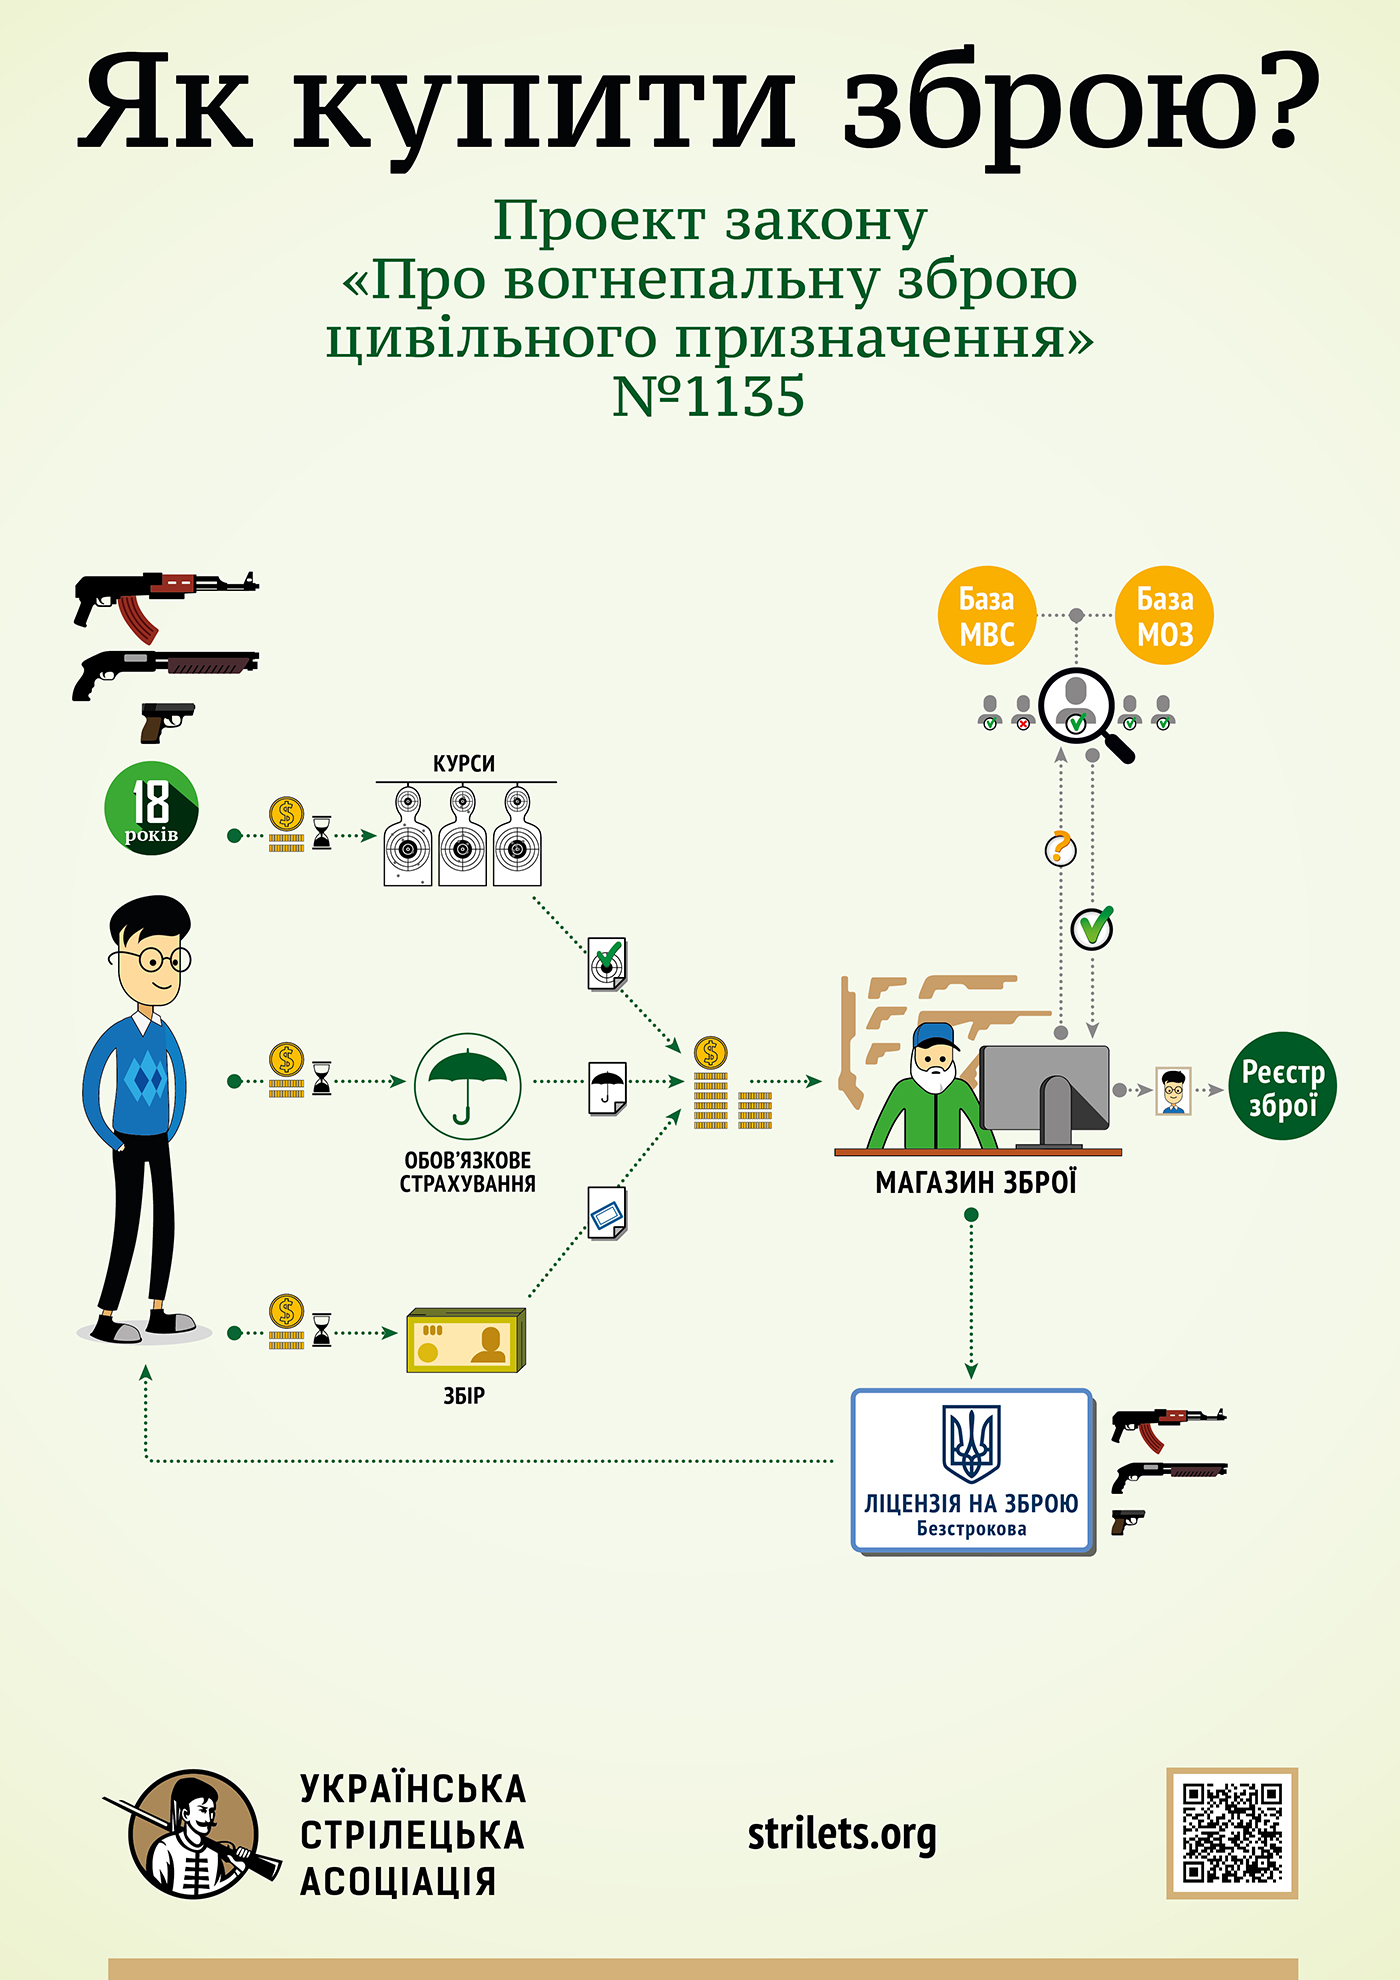 Як купити зброю?
Проект закону
«Про вогнепальну зброю
цивільного призначення»
№1135
База
МВС
База
МОЗ
18
років
КУРСИ
?
Реєстр
зброї
ОБОВ’ЯЗКОВЕ
СТРАХУВАННЯ
МАГАЗИН ЗБРОЇ
ЗБІР
ЛІЦЕНЗІЯ НА ЗБРОЮ
Безстрокова
УКРАЇНСЬКА
СТРІЛЕЦЬКА
АСОЦІАЦІЯ
strilets.org